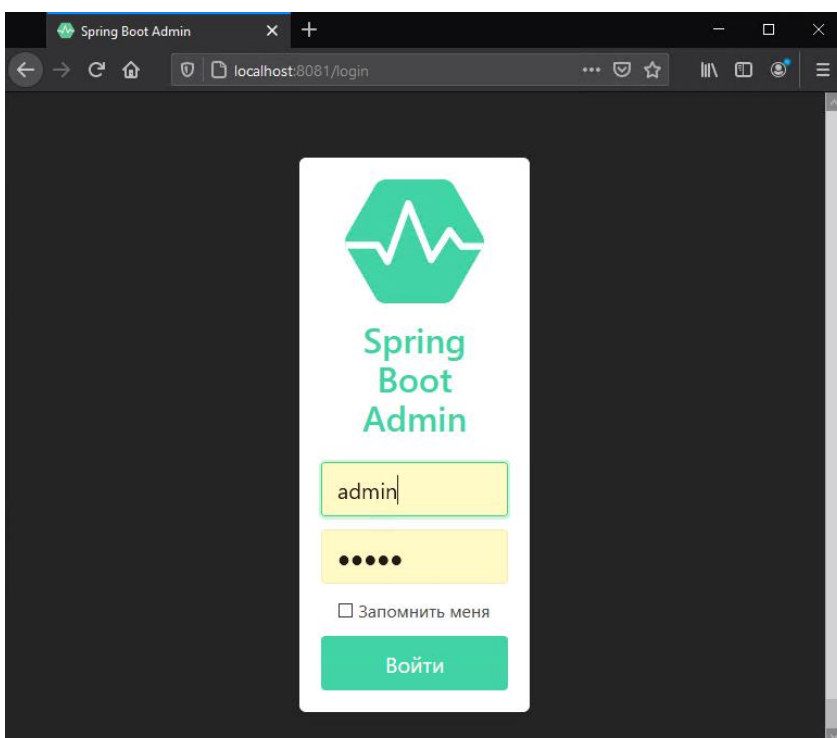 Spring Boot Admin
localhost:8081/login
Spring
Boot
Admin
admin
●●●●●
Запомнить меня
Войти